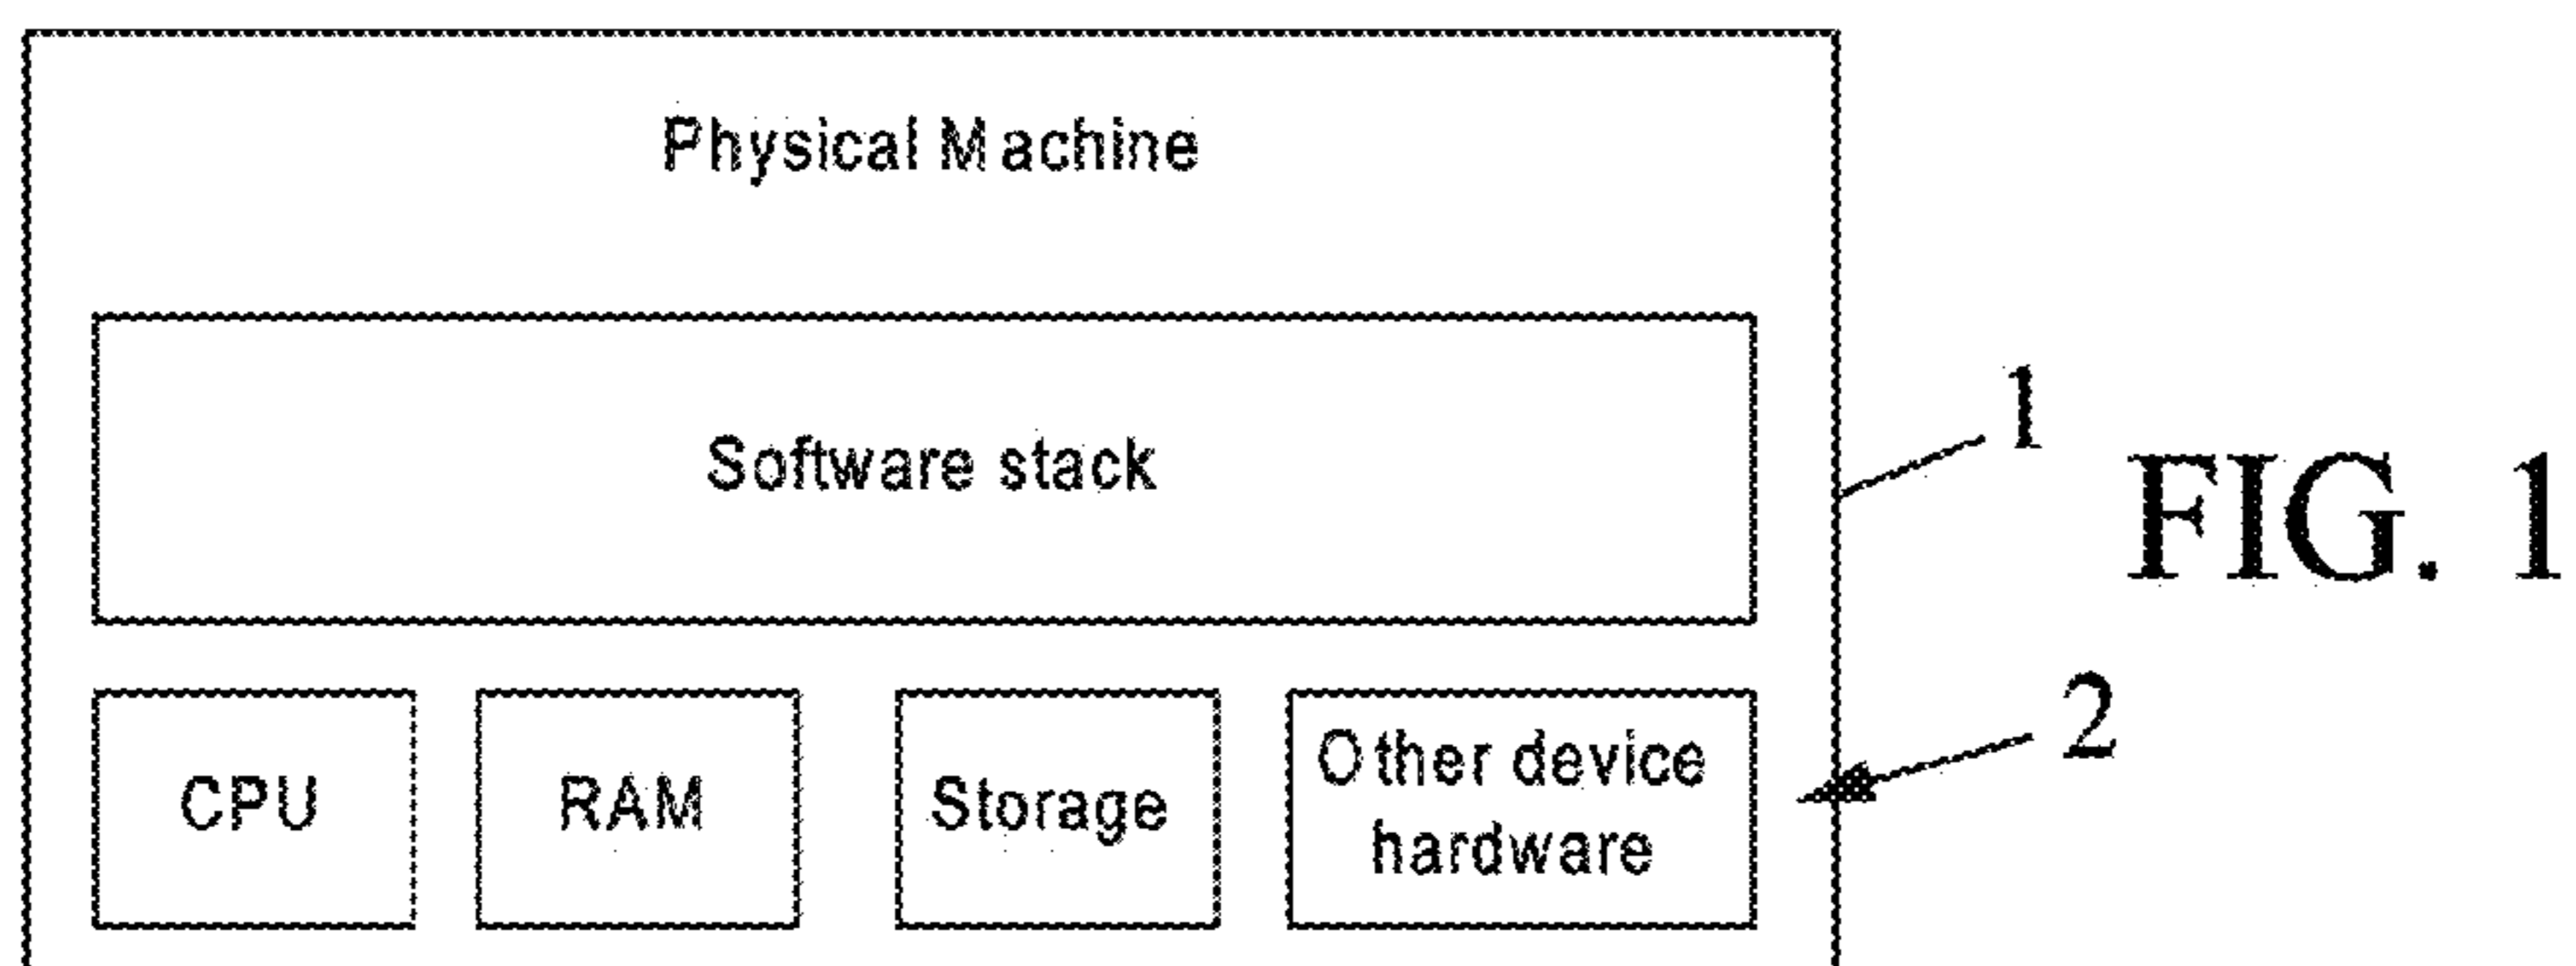 Physical Machine
Software stack
1
FIG. 1
CPU
RAM
Storage
Other device
hardware
2